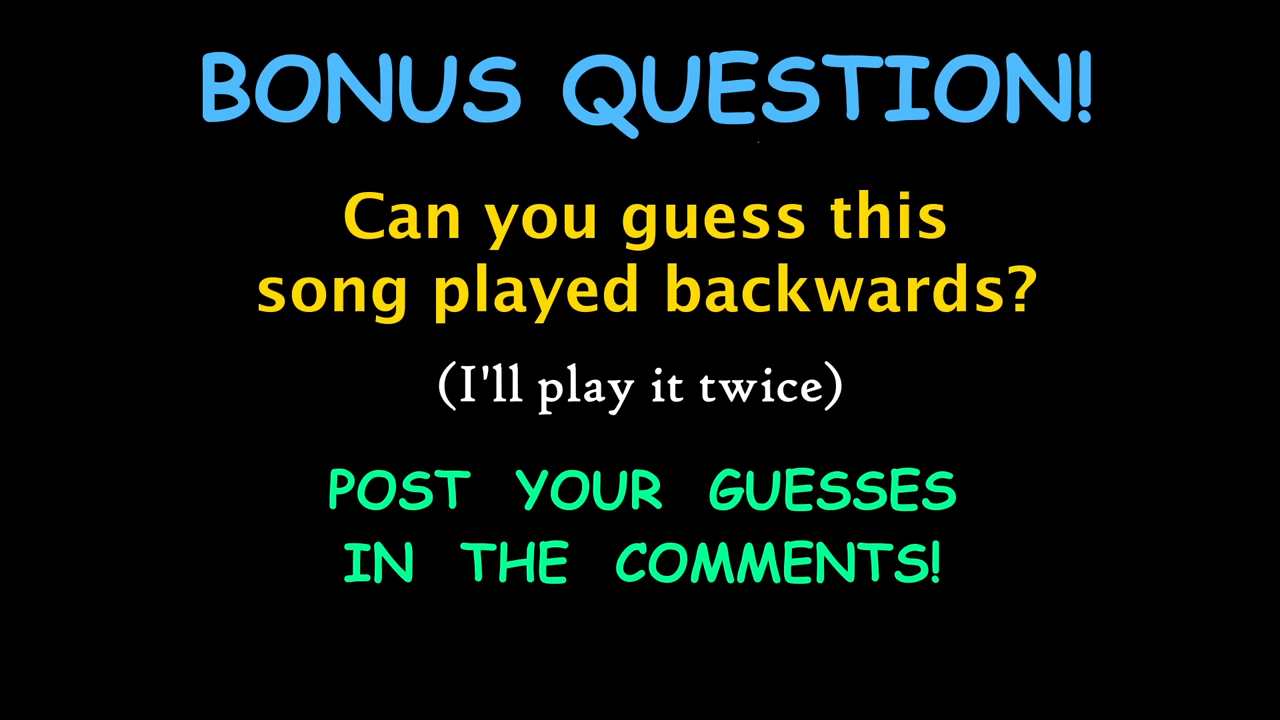 BONUS QUESTION!
Can you guess this
song played backwards?
(I'll play it twice)
POST YOUR GUESSES
IN THE COMMENTS!